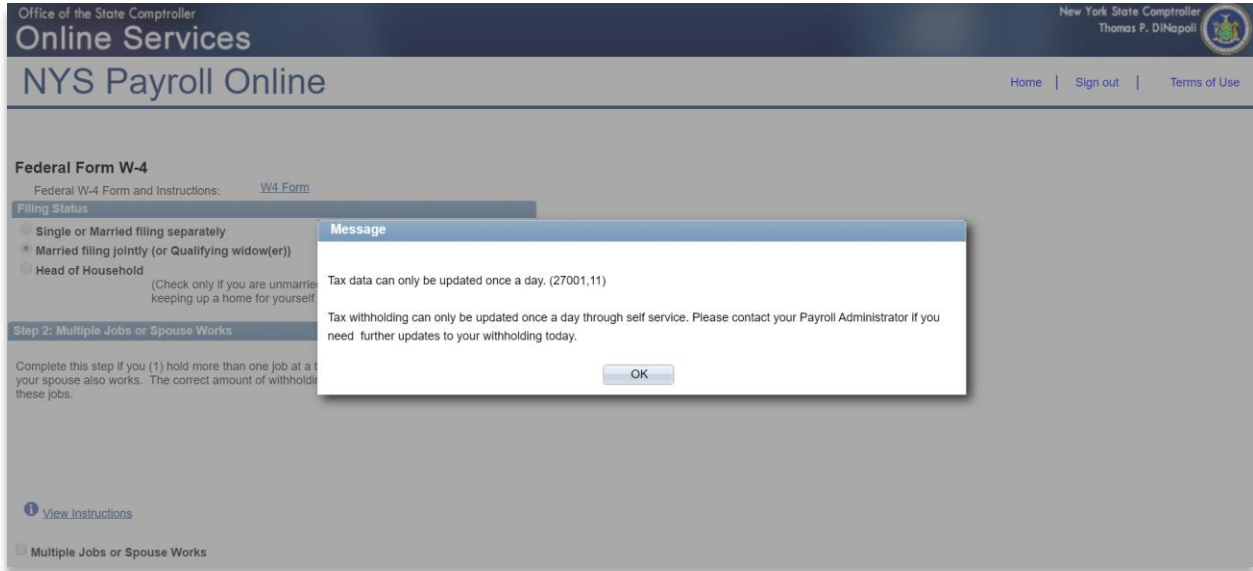 Office of the State Comptroller
Online Services
New York State Comptroller
Thomas P. DiNapoli
NYS Payroll Online
Home | Sign out | Terms of Use
Federal Form W-4
Federal W-4 Form and Instructions: W4 Form
Filing Status
Single or Married filing separately
Married filing jointly (or Qualifying widow(er))
Head of Household
(Check only if you are unmarrie
keeping up a home for yourself
Step 2: Multiple Jobs or Spouse Works
Complete this step if you (1) hold more than one job at a t
your spouse also works. The correct amount of withholdin
these jobs.
View Instructions
Multiple Jobs or Spouse Works
Message
Tax data can only be updated once a day. (27001,11)
Tax withholding can only be updated once a day through self service. Please contact your Payroll Administrator if you
need further updates to your withholding today.
OK